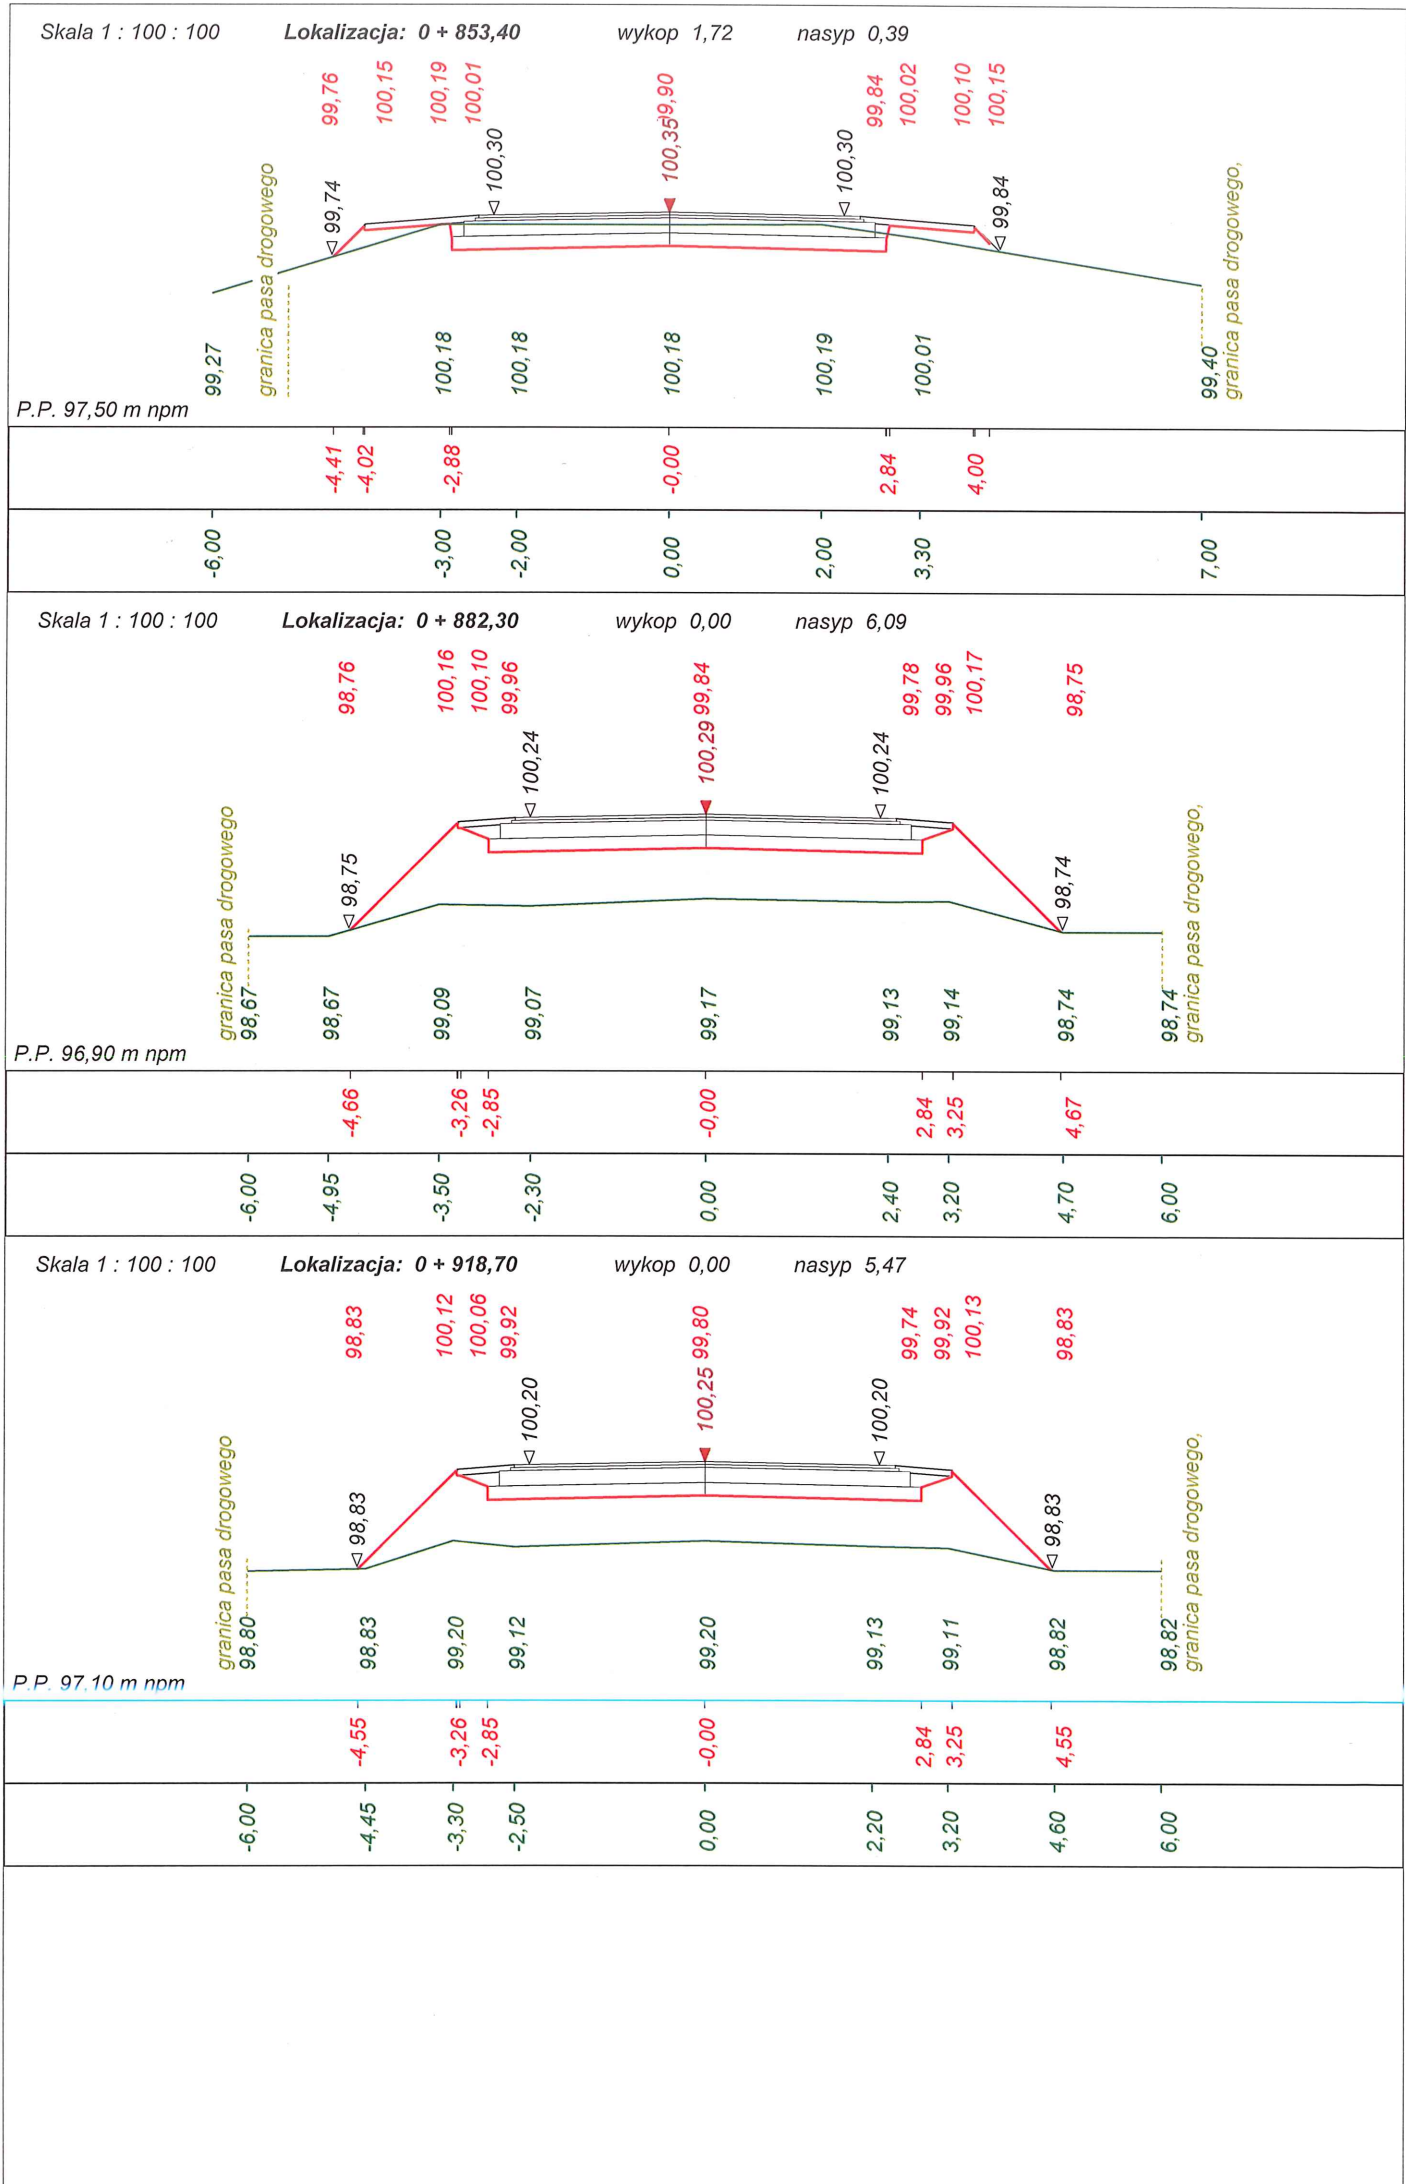 Skala 1 : 100 : 100 Lokalizacja: 0 + 853,40 wykop 1,72 nasyp 0,39
99,76 100,15 100,19 100,01 99,90 99,84 100,02 100,10 100,15
99,74 100,30 100,35 100,30 99,84
granica pasa drogowego granica pasa drogowego,
99,27 100,18 100,18 100,18 100,19 100,01 99,40
P.P. 97,50 m npm
-4,41 -4,02 -2,88 -0,00 2,84 4,00
-6,00 -3,00 -2,00 0,00 2,00 3,30 7,00
Skala 1 : 100 : 100 Lokalizacja: 0 + 882,30 wykop 0,00 nasyp 6,09
98,76 100,16 100,10 99,96 99,84 99,78 99,96 100,17 98,75
98,75 100,24 100,29 100,24 98,74
granica pasa drogowego granica pasa drogowego,
98,67 98,67 99,09 99,07 99,17 99,13 99,14 98,74 98,74
P.P. 96,90 m npm
-4,66 -3,26 -2,85 -0,00 2,84 3,25 4,67
-6,00 -4,95 -3,50 -2,30 0,00 2,40 3,20 4,70 6,00
Skala 1 : 100 : 100 Lokalizacja: 0 + 918,70 wykop 0,00 nasyp 5,47
98,83 100,12 100,06 99,92 99,80 99,74 99,92 100,13 98,83
98,83 100,20 100,25 100,20 98,83
granica pasa drogowego granica pasa drogowego,
98,80 98,83 99,20 99,12 99,20 99,13 99,11 98,82 98,82
P.P. 97,10 m npm
-4,55 -3,26 -2,85 -0,00 2,84 3,25 4,55
-6,00 -4,45 -3,30 -2,50 0,00 2,20 3,20 4,60 6,00